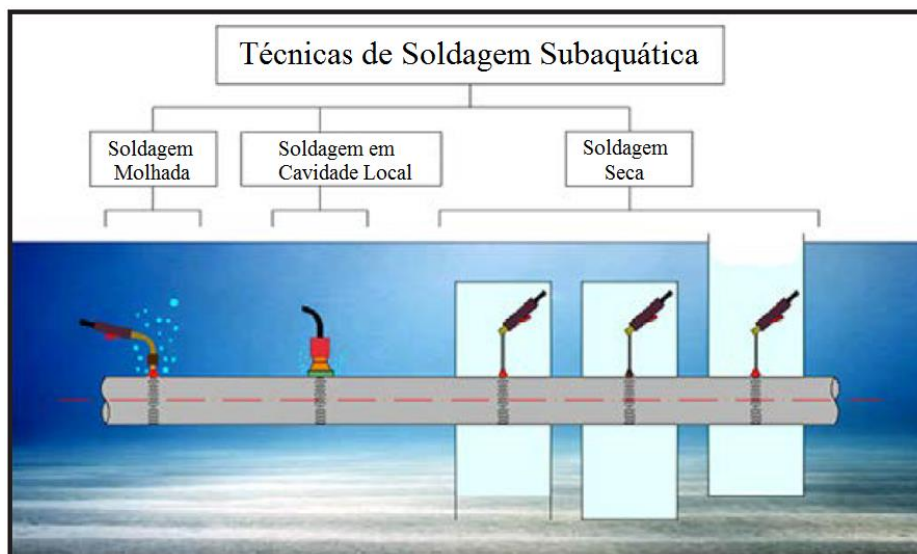 Técnicas de Soldagem Subaquática
Soldagem
Molhada
Soldagem em
Cavidade Local
Soldagem
Seca